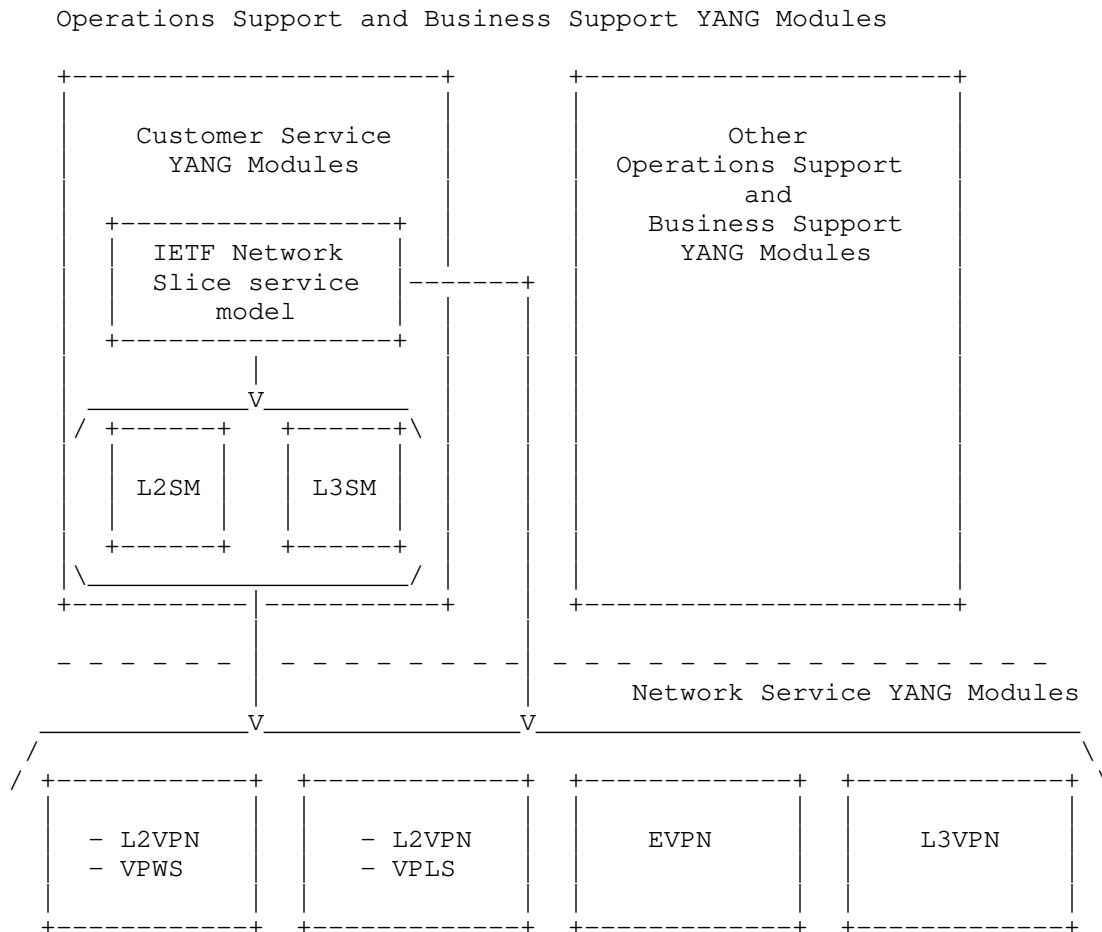 Operations Support and Business Support YANG Modules
Customer Service
YANG Modules
IETF Network
Slice service
model
L2SM
L3SM
Other
Operations Support
and
Business Support
YANG Modules
Network Service YANG Modules
- L2VPN
- VPWS
- L2VPN
- VPLS
EVPN
L3VPN